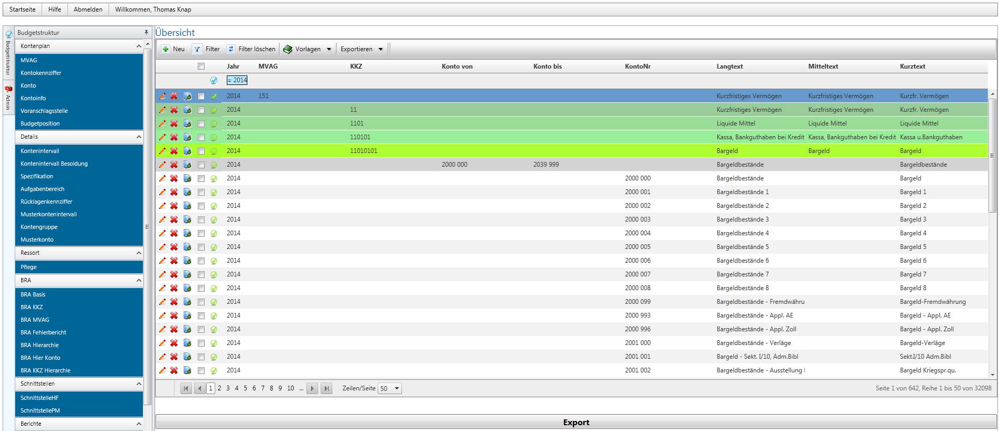 Startseite Hilfe Abmelden Willkommen, Thomas Knap
Budgetstruktur
Admin
Budgetstruktur
Kontenplan
MVAG
Kontokennziffer
Konto
Kontoinfo
Voranschlagsstelle
Budgetposition
Details
Kontenintervall
Kontenintervall Besoldung
Spezifikation
Aufgabenbereich
Rücklagenkennziffer
Musterkontenintervall
Kontengruppe
Musterkonto
Ressort
Pflege
BRA
BRA Basis
BRA KKZ
BRA MVAG
BRA Fehlerbericht
BRA Hierarchie
BRA Hier Konto
BRA KKZ Hierarchie
Schnittstellen
SchnittstelleHF
SchnittstellePM
Berichte
Übersicht
Neu Filter Filter löschen Vorlagen Exportieren
Jahr MVAG KKZ Konto von Konto bis KontoNr Langtext Mitteltext Kurztext
= 2014
2014 151 Kurzfristiges Vermögen Kurzfristiges Vermögen Kurzfr. Vermögen
2014 11 Kurzfristiges Vermögen Kurzfristiges Vermögen Kurzfr. Vermögen
2014 1101 Liquide Mittel Liquide Mittel Liquide Mittel
2014 110101 Kassa, Bankguthaben bei Kredit Kassa, Bankguthaben bei Kredit Kassa u.Bankguthaben
2014 11010101 Bargeld Bargeld Bargeld
2014 2000 000 2039 999 Bargeldbestände Bargeldbestände
2014 2000 000 Bargeldbestände Bargeld
2014 2000 001 Bargeldbestände 1 Bargeld 1
2014 2000 002 Bargeldbestände 2 Bargeld 2
2014 2000 003 Bargeldbestände 3 Bargeld 3
2014 2000 004 Bargeldbestände 4 Bargeld 4
2014 2000 005 Bargeldbestände 5 Bargeld 5
2014 2000 006 Bargeldbestände 6 Bargeld 6
2014 2000 007 Bargeldbestände 7 Bargeld 7
2014 2000 008 Bargeldbestände 8 Bargeld 8
2014 2000 099 Bargeldbestände - Fremdwähru Bargeld-Fremdwährung
2014 2000 993 Bargeldbestände - Appl. AE Bargeld - Appl. AE
2014 2000 996 Bargeldbestände - Appl. Zoll Bargeld - Appl. Zoll
2014 2001 000 Bargeldbestände - Verläge Bargeld-Verläge
2014 2001 001 Bargeld - Sekt. I/10, Adm.Bibl Sekt.I/10 Adm.Bibl
2014 2001 002 Bargeldbestände - Ausstellung Bargeld Kriegspr.qu.
1 2 3 4 5 6 7 8 9 10 ... Zeilen/Seite 50 Seite 1 von 642, Reihe 1 bis 50 von 32098
Export